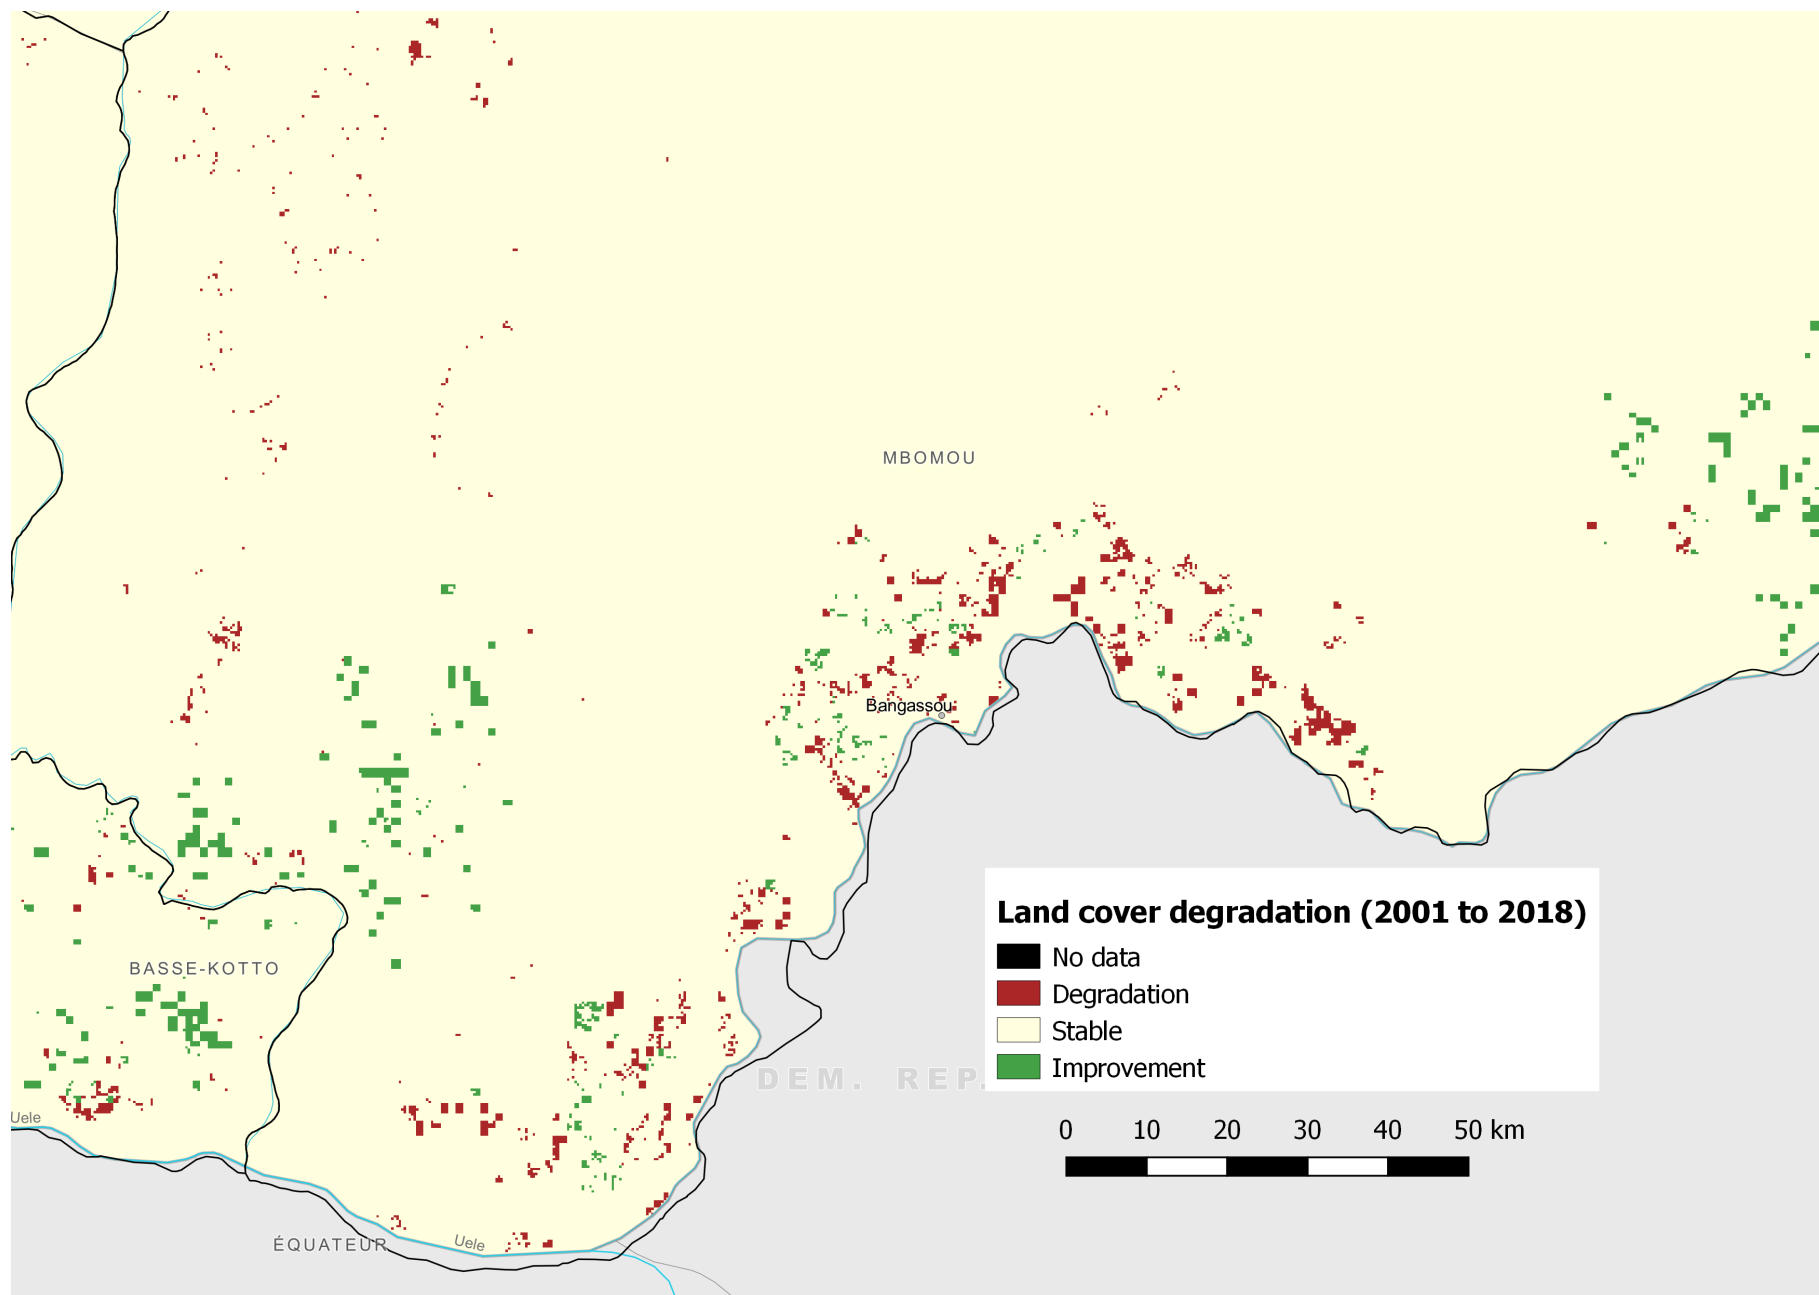 MBOMOU
Bangassou
BASSE-KOTTO
Uele
ÉQUATEUR
Uele
DEM. REP.
Land cover degradation (2001 to 2018)
No data
Degradation
Stable
Improvement
0 10 20 30 40 50 km